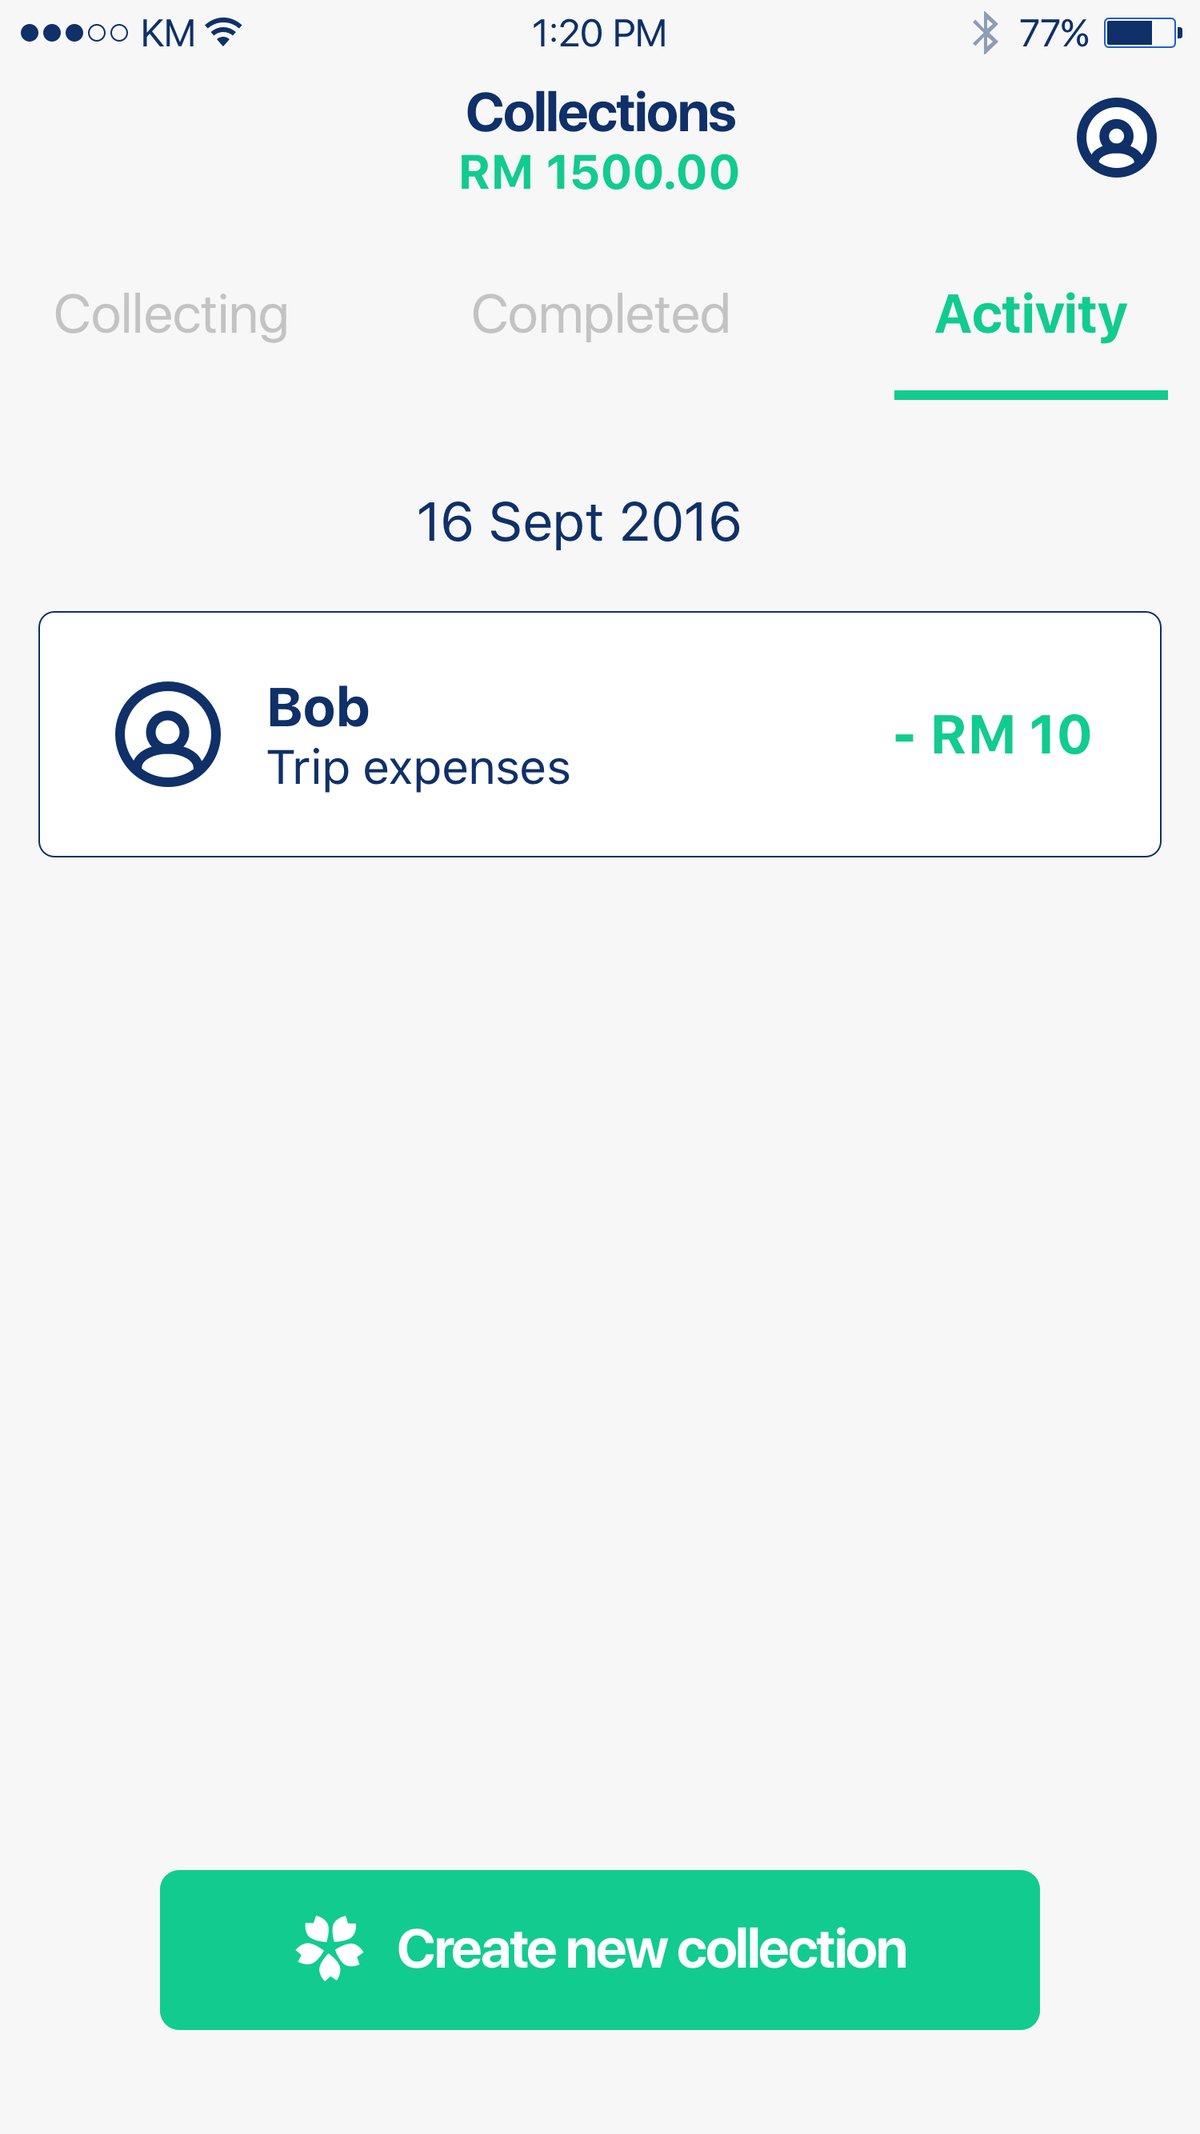 KM 1:20 PM 77%
Collections
RM 1500.00
Collecting Completed Activity
16 Sept 2016
Bob
Trip expenses
- RM 10
Create new collection